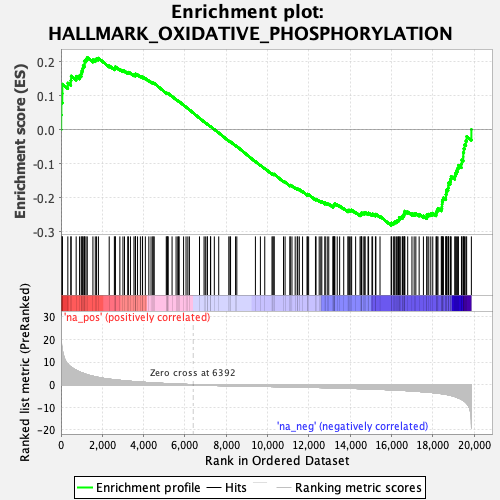 Enrichment plot:
HALLMARK_OXIDATIVE_PHOSPHORYLATION
Enrichment score (ES)
0.2
0.1
0.0
-0.1
-0.2
-0.3
Ranked list metric (PreRanked)
30
20
10
0
-10
-20
'na_pos' (positively correlated)
Zero cross at 6392
'na_neg' (negatively correlated)
0
2,000
4,000
6,000
8,000
10,000
12,000
14,000
16,000
18,000
20,000
Rank in Ordered Dataset
Enrichment profile
Hits
Ranking metric scores